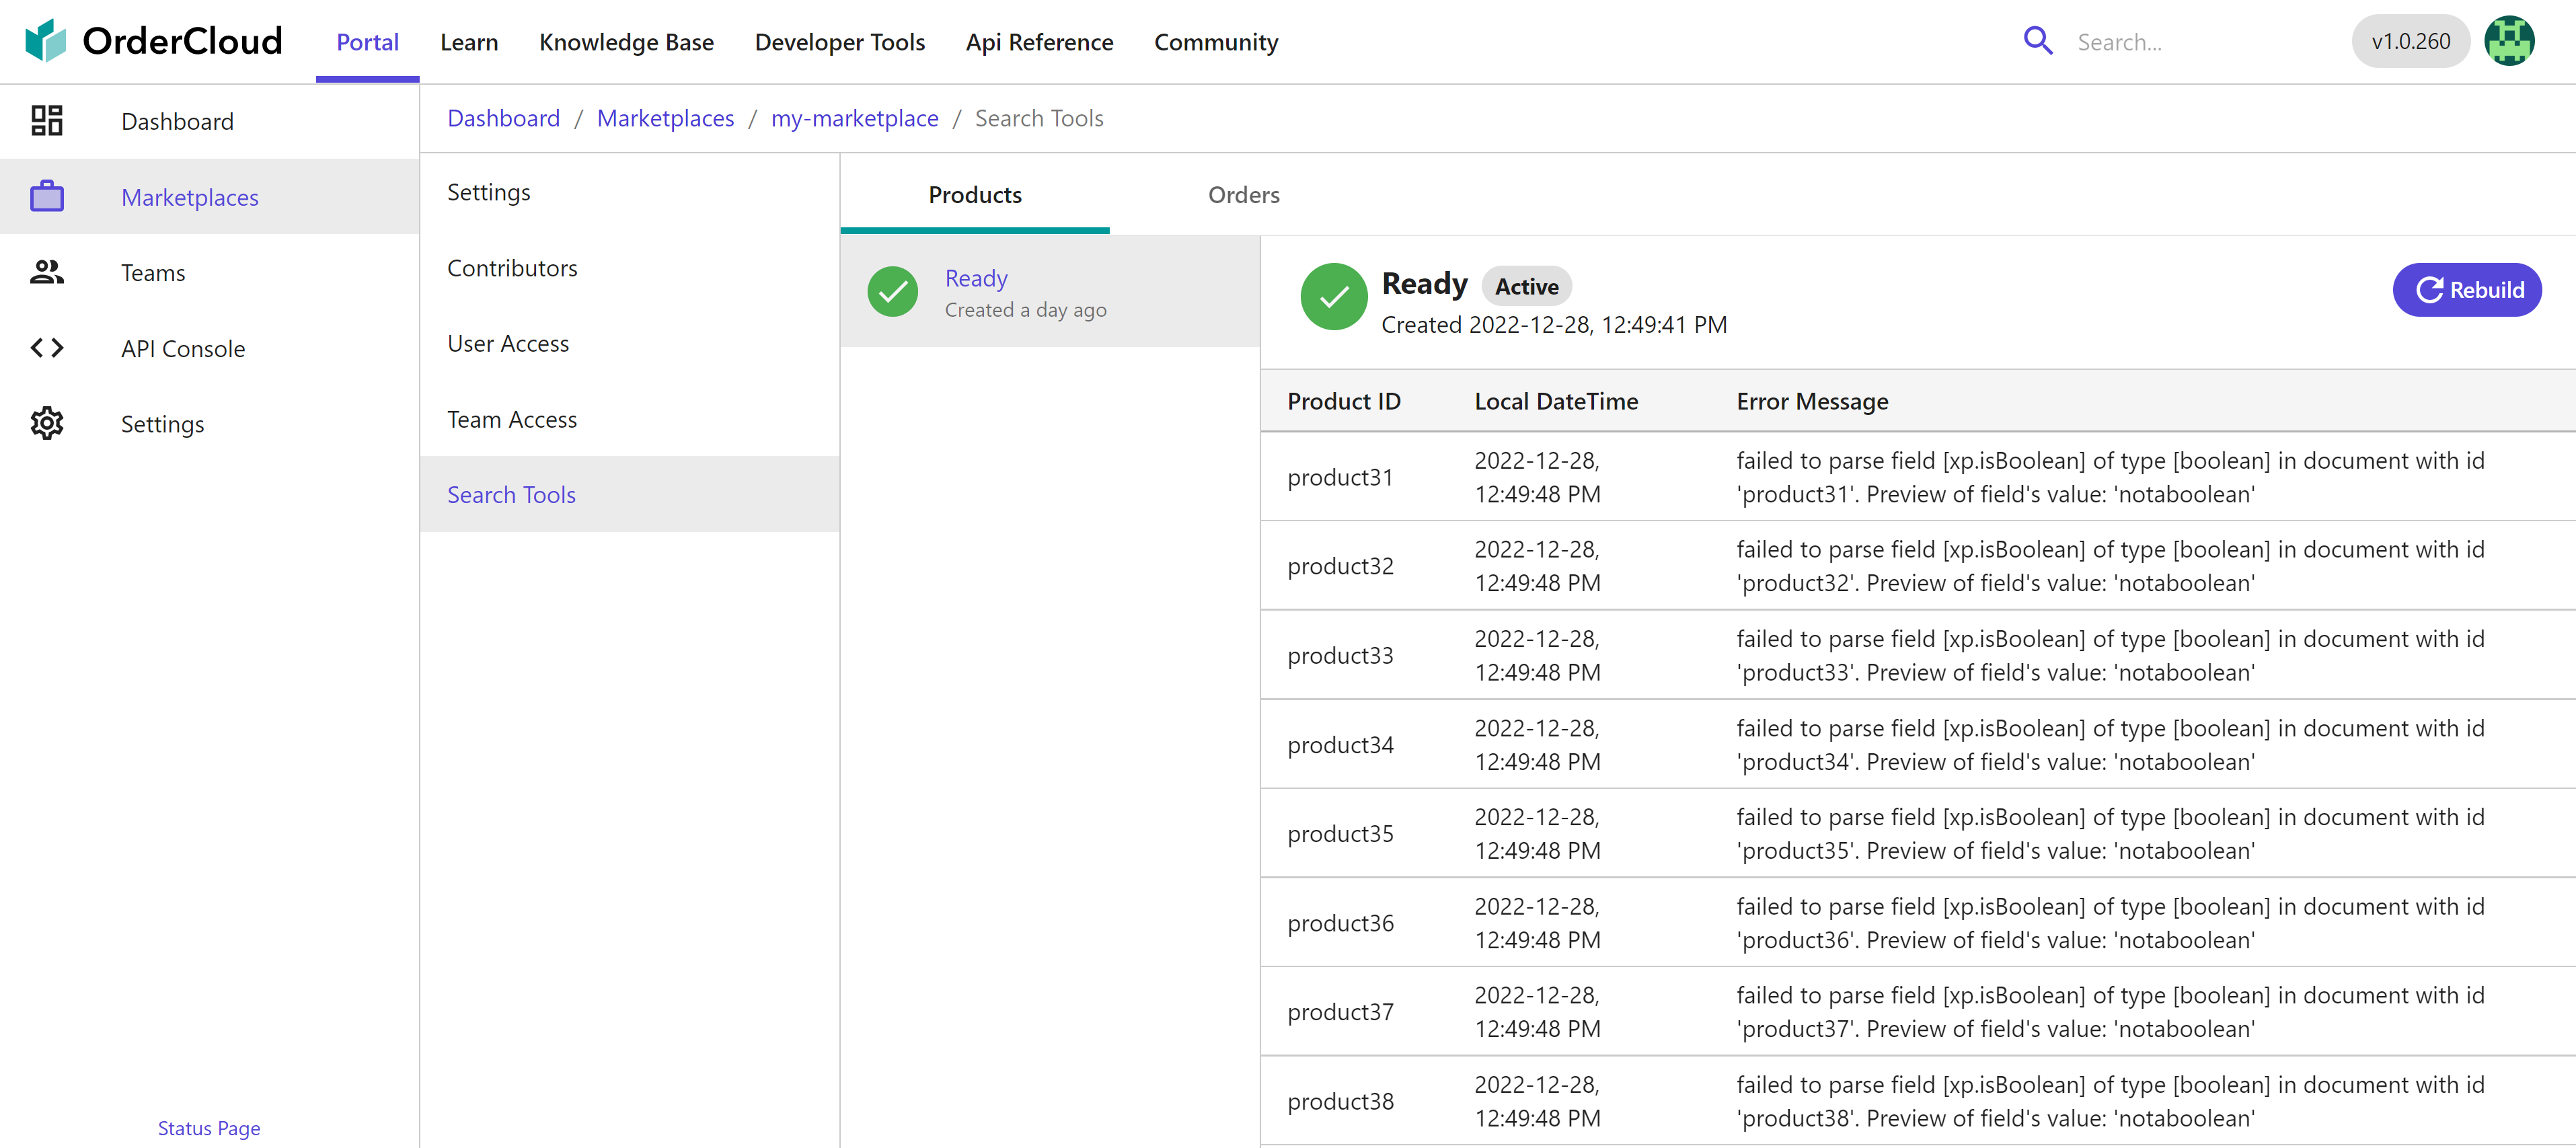 OrderCloud
Portal
Learn
Knowledge Base
Developer Tools
Api Reference
Community
Search...
v1.0.260
Dashboard
Marketplaces
Teams
API Console
Settings
Status Page
Dashboard / Marketplaces / my-marketplace / Search Tools
Settings
Contributors
User Access
Team Access
Search Tools
Products
Orders
Ready
Created a day ago
Ready Active
Created 2022-12-28, 12:49:41 PM
Rebuild
Product ID
Local DateTime
Error Message
product31
2022-12-28,
12:49:48 PM
failed to parse field [xp.isBoolean] of type [boolean] in document with id
'product31'. Preview of field's value: 'notaboolean'
product32
2022-12-28,
12:49:48 PM
failed to parse field [xp.isBoolean] of type [boolean] in document with id
'product32'. Preview of field's value: 'notaboolean'
product33
2022-12-28,
12:49:48 PM
failed to parse field [xp.isBoolean] of type [boolean] in document with id
'product33'. Preview of field's value: 'notaboolean'
product34
2022-12-28,
12:49:48 PM
failed to parse field [xp.isBoolean] of type [boolean] in document with id
'product34'. Preview of field's value: 'notaboolean'
product35
2022-12-28,
12:49:48 PM
failed to parse field [xp.isBoolean] of type [boolean] in document with id
'product35'. Preview of field's value: 'notaboolean'
product36
2022-12-28,
12:49:48 PM
failed to parse field [xp.isBoolean] of type [boolean] in document with id
'product36'. Preview of field's value: 'notaboolean'
product37
2022-12-28,
12:49:48 PM
failed to parse field [xp.isBoolean] of type [boolean] in document with id
'product37'. Preview of field's value: 'notaboolean'
product38
2022-12-28,
12:49:48 PM
failed to parse field [xp.isBoolean] of type [boolean] in document with id
'product38'. Preview of field's value: 'notaboolean'